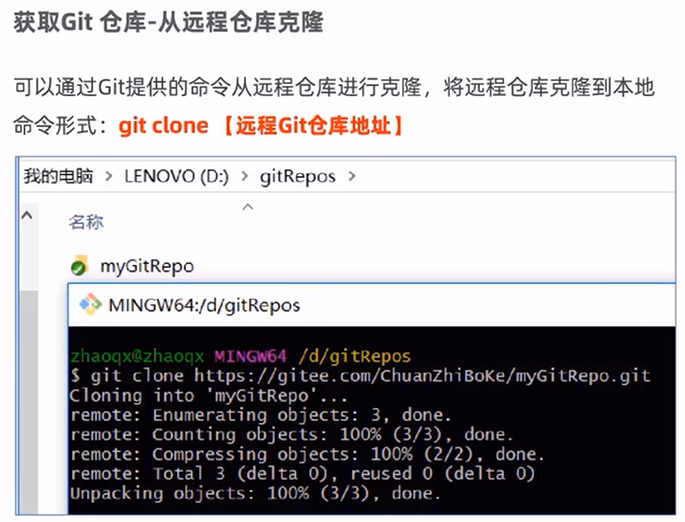 获取Git 仓库-从远程仓库克隆
可以通过Git提供的命令从远程仓库进行克隆，将远程仓库克隆到本地
命令形式：git clone 【远程Git仓库地址】
我的电脑 > LENOVO (D:) > gitRepos >
名称
myGitRepo
MINGW64:/d/gitRepos
zhaoqx@zhaoqx MINGW64 /d/gitRepos
$ git clone https://gitee.com/ChuanZhiBoKe/myGitRepo.git
Cloning into 'myGitRepo'...
remote: Enumerating objects: 3, done.
remote: Counting objects: 100% (3/3), done.
remote: Compressing objects: 100% (2/2), done.
remote: Total 3 (delta 0), reused 0 (delta 0)
Unpacking objects: 100% (3/3), done.